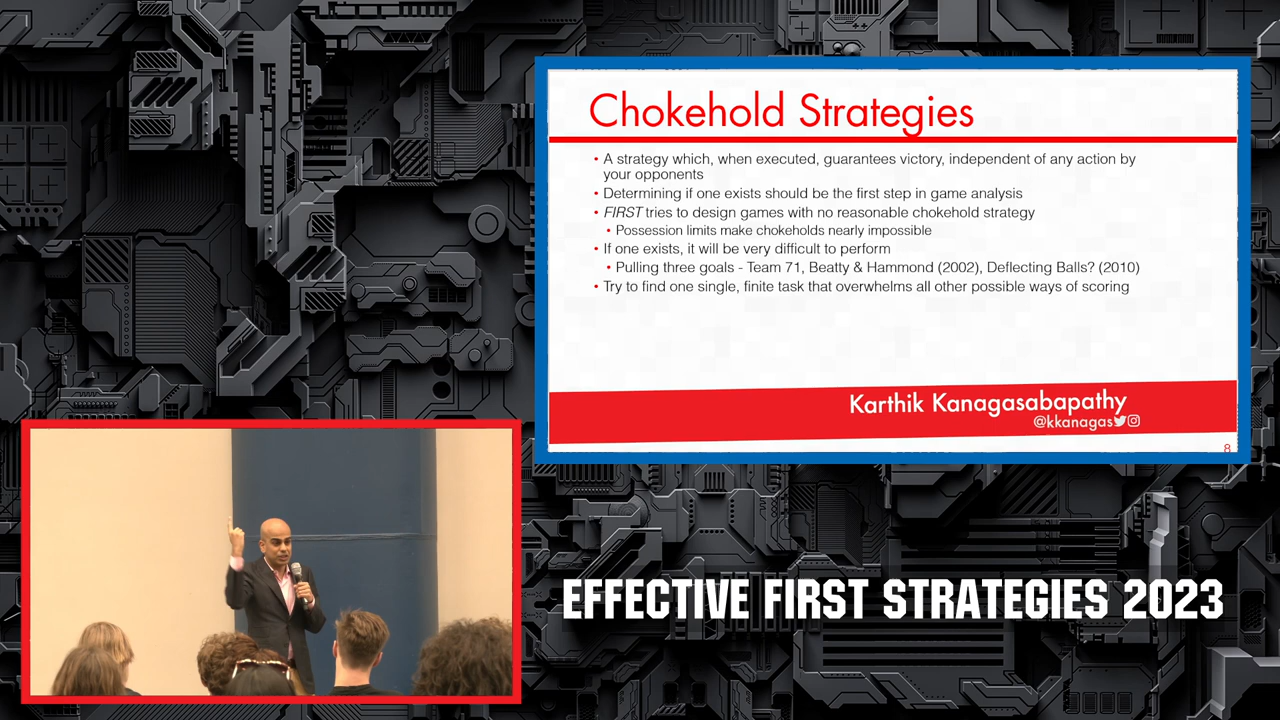 Chokehold Strategies
• A strategy which, when executed, guarantees victory, independent of any action by
your opponents
• Determining if one exists should be the first step in game analysis
• FIRST tries to design games with no reasonable chokehold strategy
• Possession limits make chokeholds nearly impossible
• If one exists, it will be very difficult to perform
• Pulling three goals - Team 71, Beatty & Hammond (2002), Deflecting Balls? (2010)
• Try to find one single, finite task that overwhelms all other possible ways of scoring
Karthik Kanagasabapathy
@kkanagas
8
EFFECTIVE FIRST STRATEGIES 2023